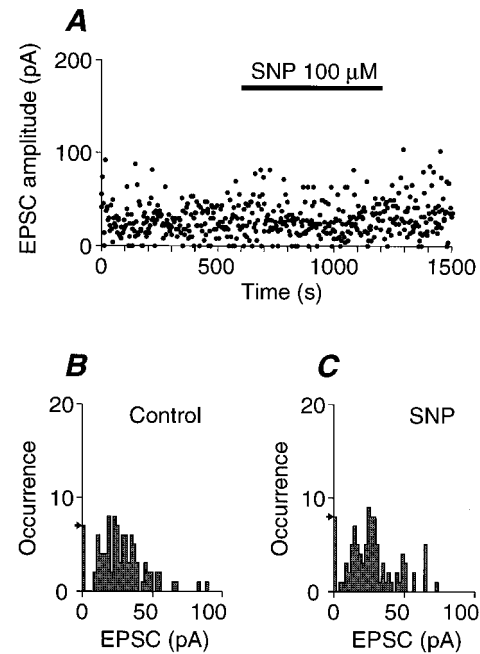 A
EPSC amplitude (pA)
200
100
0
SNP 100 µM
0 500 1000 1500
Time (s)
B
Occurrence
20
10
0
Control
0 50 100
EPSC (pA)
C
Occurrence
20
10
0
SNP
0 50 100
EPSC (pA)